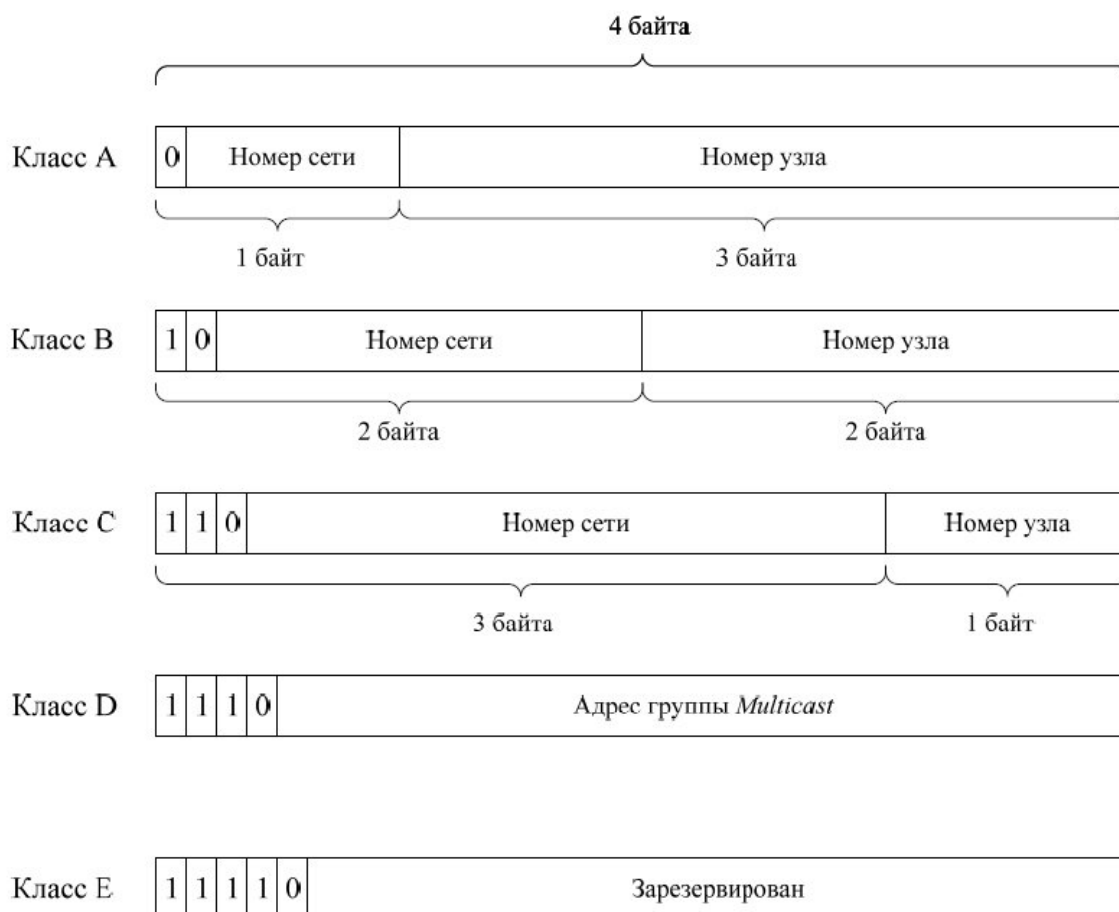 4 байта
Класс A 0 Номер сети Номер узла
1 байт 3 байта
Класс B 1 0 Номер сети Номер узла
2 байта 2 байта
Класс C 1 1 0 Номер сети Номер узла
3 байта 1 байт
Класс D 1 1 1 0 Адрес группы Multicast
Класс E 1 1 1 1 0 Зарезервирован